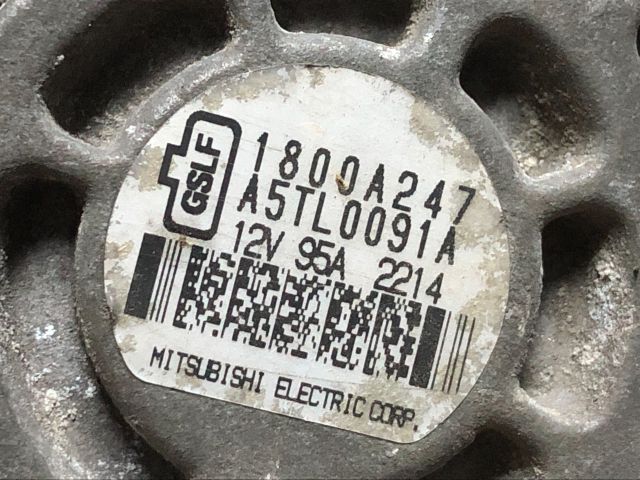 GSLF
1800A247
A5TL0091A
12V 95A 2214
MITSUBISHI ELECTRIC CORP.